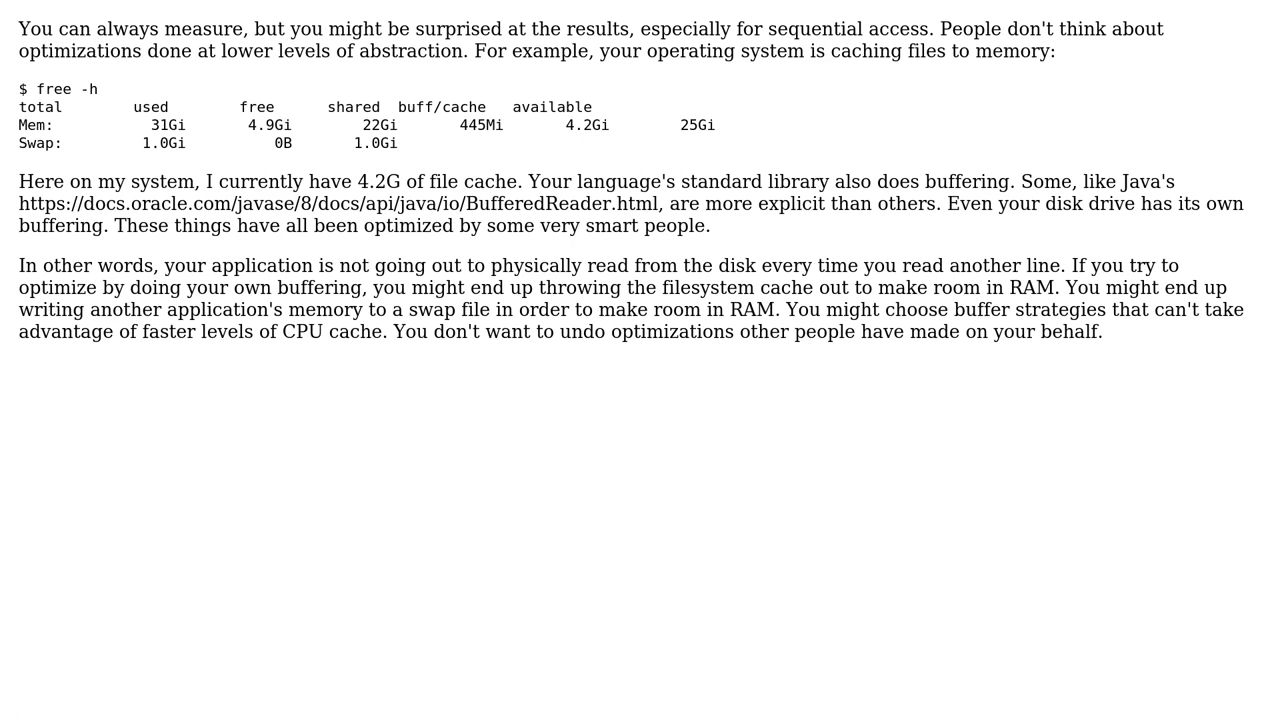 You can always measure, but you might be surprised at the results, especially for sequential access. People don't think about
optimizations done at lower levels of abstraction. For example, your operating system is caching files to memory:
$ free -h
total        used        free      shared  buff/cache   available
Mem:           31Gi       4.9Gi        22Gi       445Mi       4.2Gi        25Gi
Swap:         1.0Gi          0B       1.0Gi
Here on my system, I currently have 4.2G of file cache. Your language's standard library also does buffering. Some, like Java's
https://docs.oracle.com/javase/8/docs/api/java/io/BufferedReader.html, are more explicit than others. Even your disk drive has its own
buffering. These things have all been optimized by some very smart people.
In other words, your application is not going out to physically read from the disk every time you read another line. If you try to
optimize by doing your own buffering, you might end up throwing the filesystem cache out to make room in RAM. You might end up
writing another application's memory to a swap file in order to make room in RAM. You might choose buffer strategies that can't take
advantage of faster levels of CPU cache. You don't want to undo optimizations other people have made on your behalf.